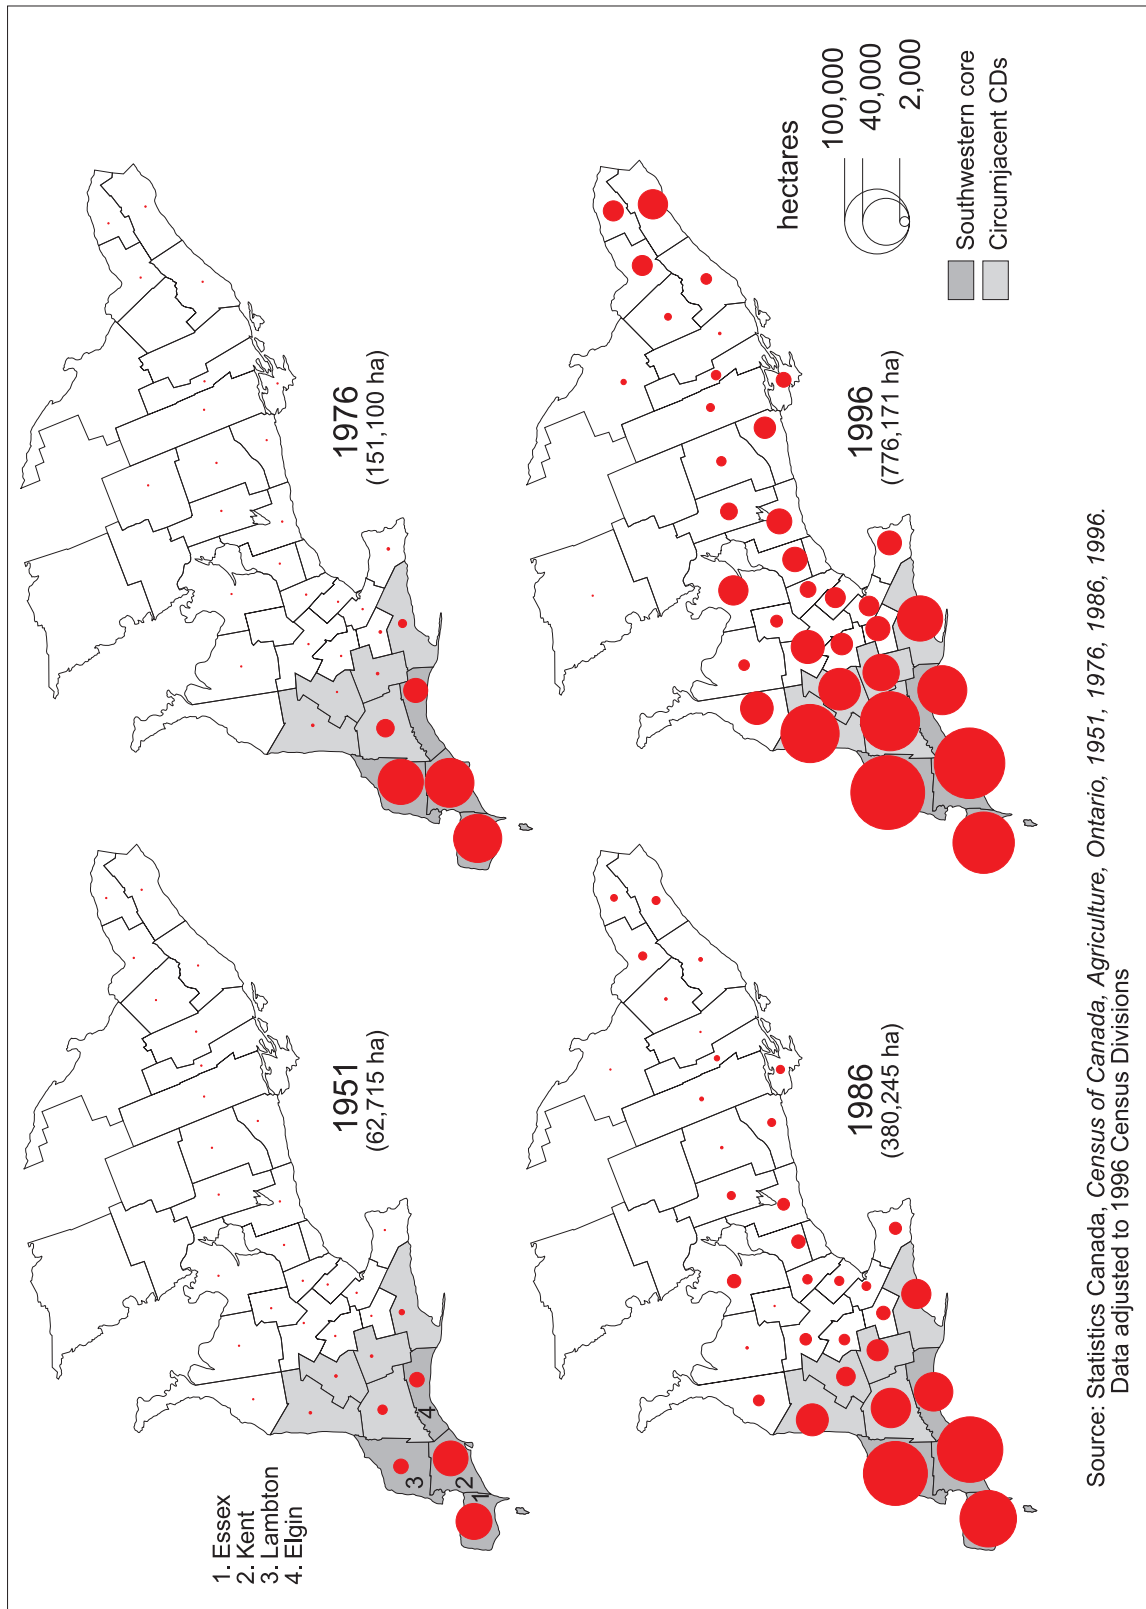 1951
(62,715 ha)
1. Essex
2. Kent
3. Lambton
4. Elgin
1
2
3
4
1976
(151,100 ha)
1986
(380,245 ha)
1996
(776,171 ha)
hectares
100,000
40,000
2,000
Southwestern core
Circumjacent CDs
Source: Statistics Canada, Census of Canada, Agriculture, Ontario, 1951, 1976, 1986, 1996.
Data adjusted to 1996 Census Divisions